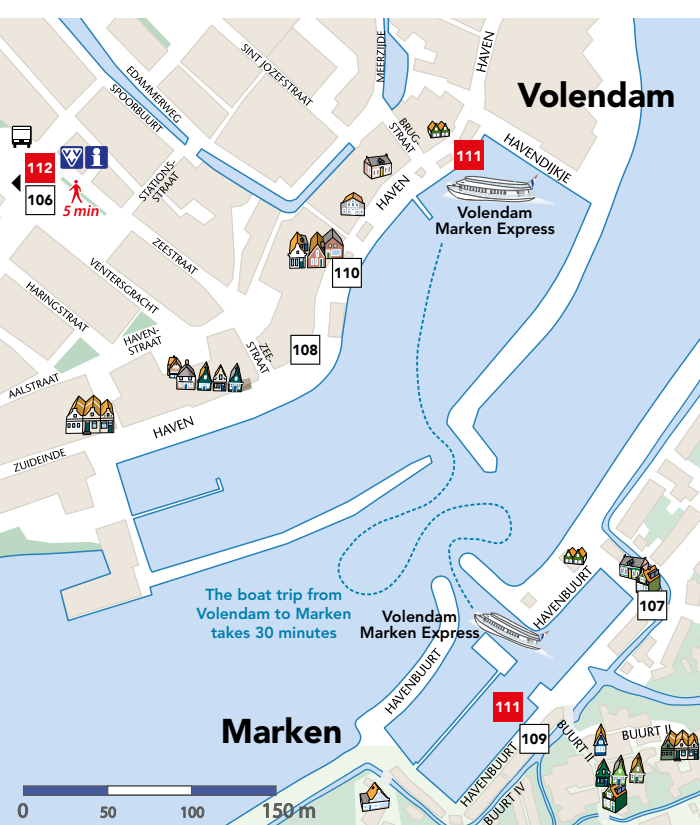 MEERZIJDE
HAVEN
SINT JOZEFSTRAAT
EDAMMERWEG
SPOORBUURT
Volendam
BRUG-
STRAAT
HAVENDIJKIE
111
112
VVV i
106
5 min
STATIONS-
STRAAT
HAVEN
Volendam
Marken Express
ZEESTRAAT
110
VENTERSGRACHT
HARINGSTRAAT
HAVEN-
STRAAT
ZEE-
STRAAT
108
AALSTRAAT
HAVEN
ZUIDEINDE
The boat trip from
Volendam to Marken
takes 30 minutes
Volendam
Marken Express
HAVENBUURT
107
HAVENBUURT
111
Marken
109
BUURT II
BUURT II
HAVENBUURT
BUURT IV
0 50 100 150 m